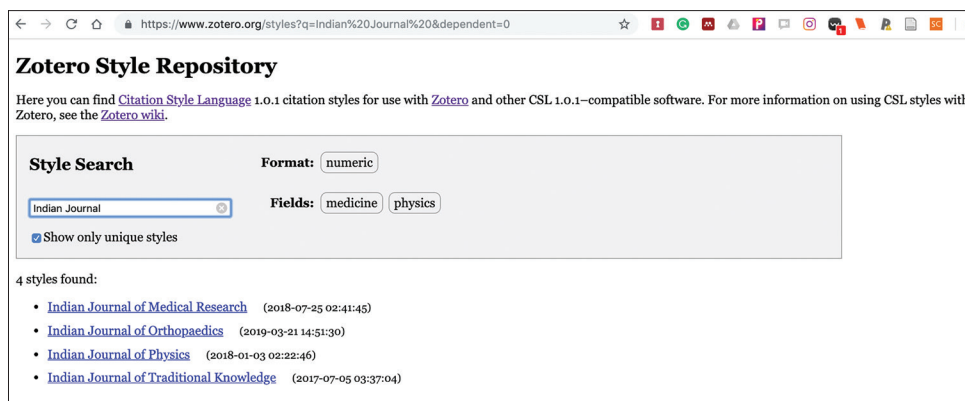 https://www.zotero.org/styles?q=Indian%20Journal%20&dependent=0
Zotero Style Repository
Here you can find Citation Style Language 1.0.1 citation styles for use with Zotero and other CSL 1.0.1–compatible software. For more information on using CSL styles with
Zotero, see the Zotero wiki.
Style Search
Format: numeric
Indian Journal
Fields: medicine physics
Show only unique styles
4 styles found:
• Indian Journal of Medical Research (2018-07-25 02:41:45)
• Indian Journal of Orthopaedics (2019-03-21 14:51:30)
• Indian Journal of Physics (2018-01-03 02:22:46)
• Indian Journal of Traditional Knowledge (2017-07-05 03:37:04)